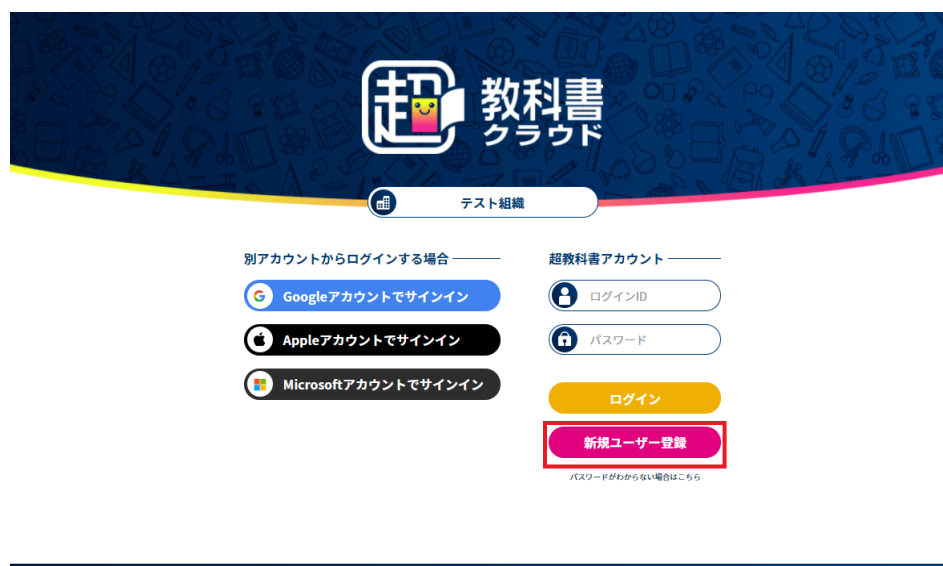 超
教科書
クラウド
テスト組織
別アカウントからログインする場合
Googleアカウントでサインイン
Appleアカウントでサインイン
Microsoftアカウントでサインイン
超教科書アカウント
ログインID
パスワード
ログイン
新規ユーザー登録
パスワードがわからない場合はこちら